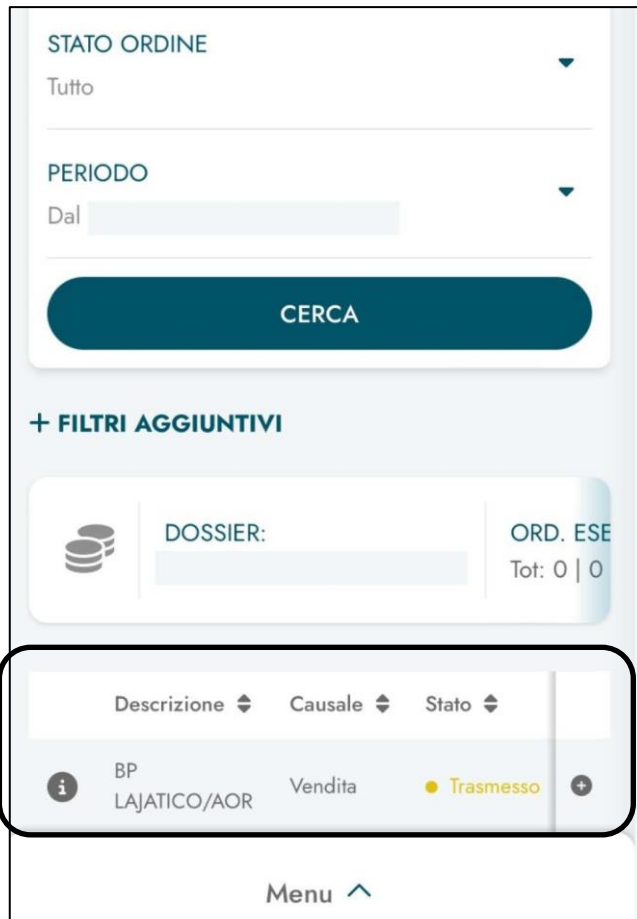 STATO ORDINE
Tutto
PERIODO
Dal
CERCA
+ FILTRI AGGIUNTIVI
DOSSIER:
ORD. ESE
Tot: 0 | 0
Descrizione Causale Stato
BP
LAJATICO/AOR Vendita Trasmesso
Menu